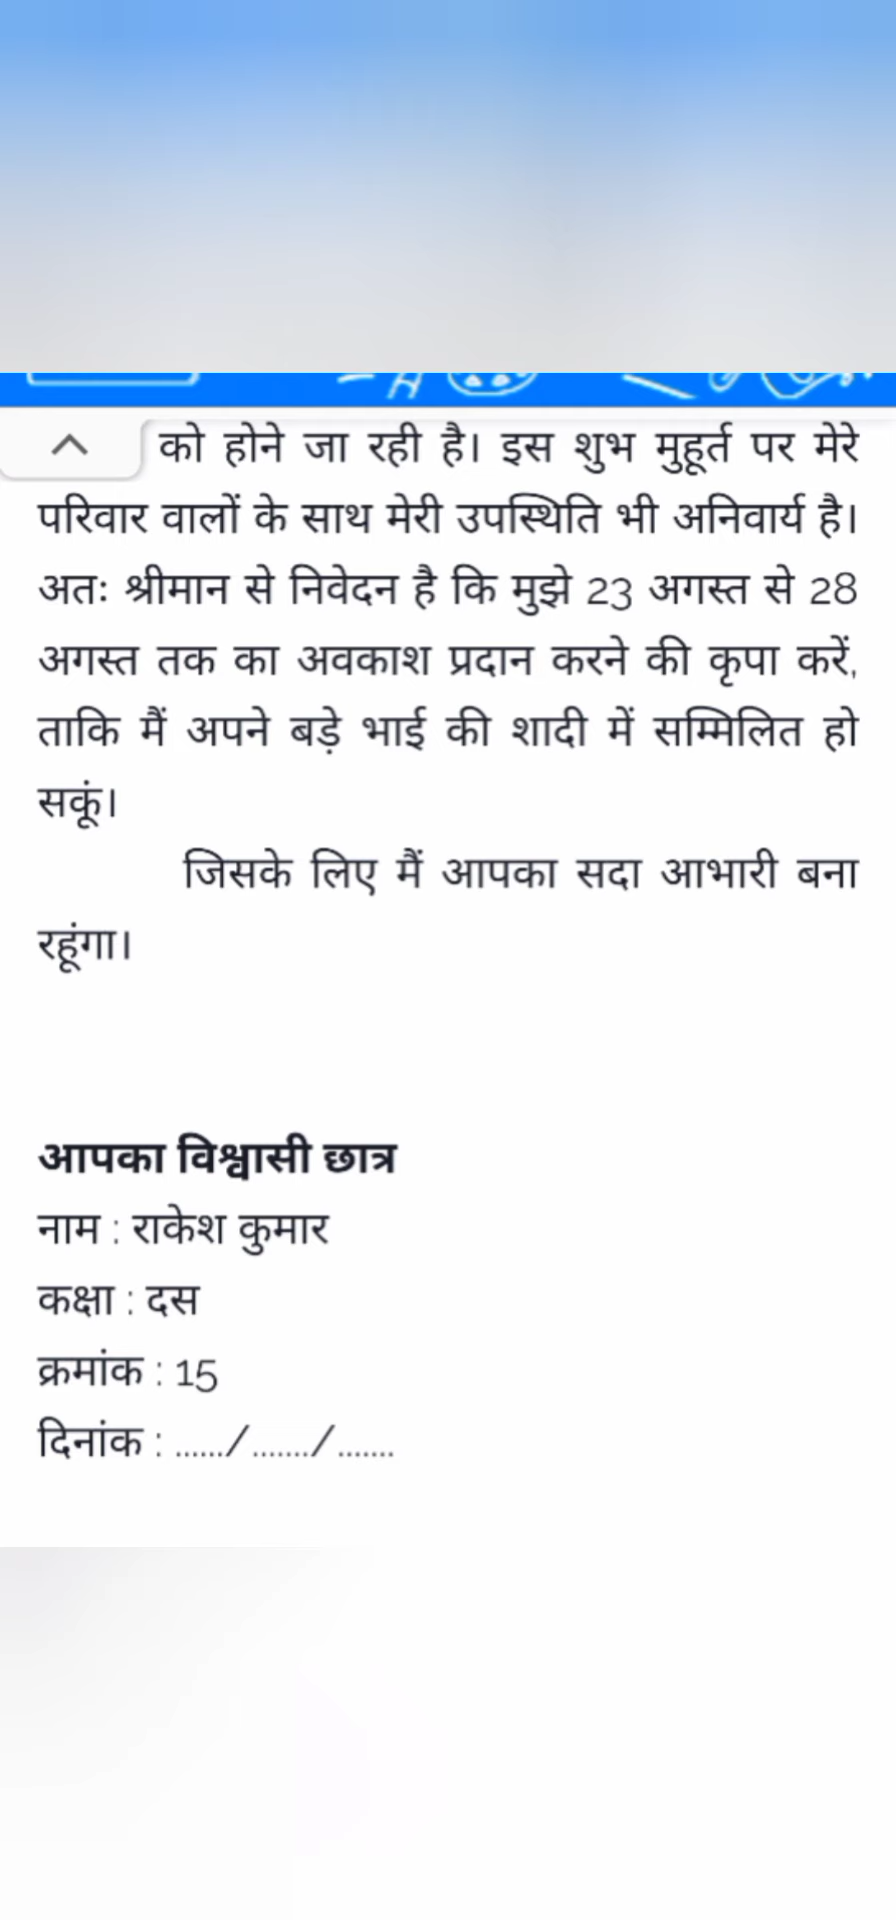 को होने जा रही है। इस शुभ मुहूर्त पर मेरे
परिवार वालों के साथ मेरी उपस्थिति भी अनिवार्य है।
अतः श्रीमान से निवेदन है कि मुझे 23 अगस्त से 28
अगस्त तक का अवकाश प्रदान करने की कृपा करें,
ताकि मैं अपने बड़े भाई की शादी में सम्मिलित हो
सकूं।
जिसके लिए मैं आपका सदा आभारी बना
रहूंगा।
आपका विश्वासी छात्र
नाम : राकेश कुमार
कक्षा : दस
क्रमांक : 15
दिनांक : ....../......./.......